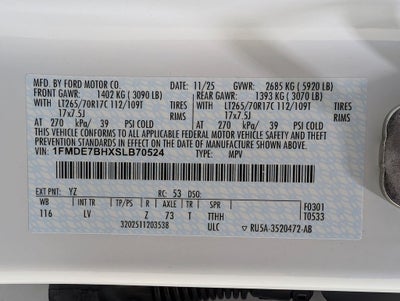 MFD. BY FORD MOTOR CO. 11/25 GVWR: 2685 KG (5920 LB)
FRONT GAWR: 1402 KG (3090 LB) REAR GAWR: 1393 KG (3070 LB)
WITH LT265/70R17C 112/109T TIRES WITH LT265/70R17C 112/109T TIRES
17x7.5J RIMS 17x7.5J RIMS
AT 270 kPa/ 39 PSI COLD AT 270 kPa/ 39 PSI COLD
THIS VEHICLE CONFORMS TO ALL APPLICABLE FEDERAL MOTOR VEHICLE SAFETY AND THEFT
PREVENTION STANDARDS IN EFFECT ON THE DATE OF MANUFACTURE SHOWN ABOVE.
VIN: 1FMDE7BHXSLB70524 TYPE: MPV
EXT PNT: YZ RC: 53 DSO:
WB INT TR TP/PS R AXLE TR SPR F0301
116 LV Z 73 T TTHH T0533
3202511203538 ULC RU5A-3520472-AB